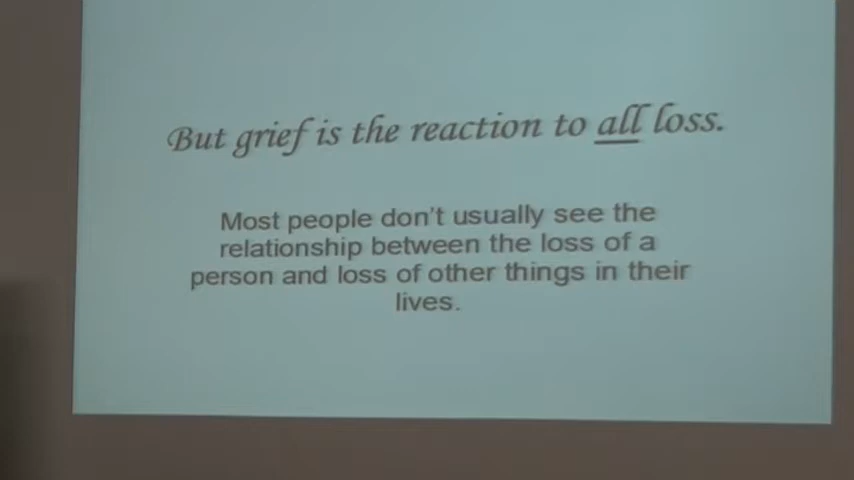 But grief is the reaction to all loss.
Most people don't usually see the
relationship between the loss of a
person and loss of other things in their
lives.